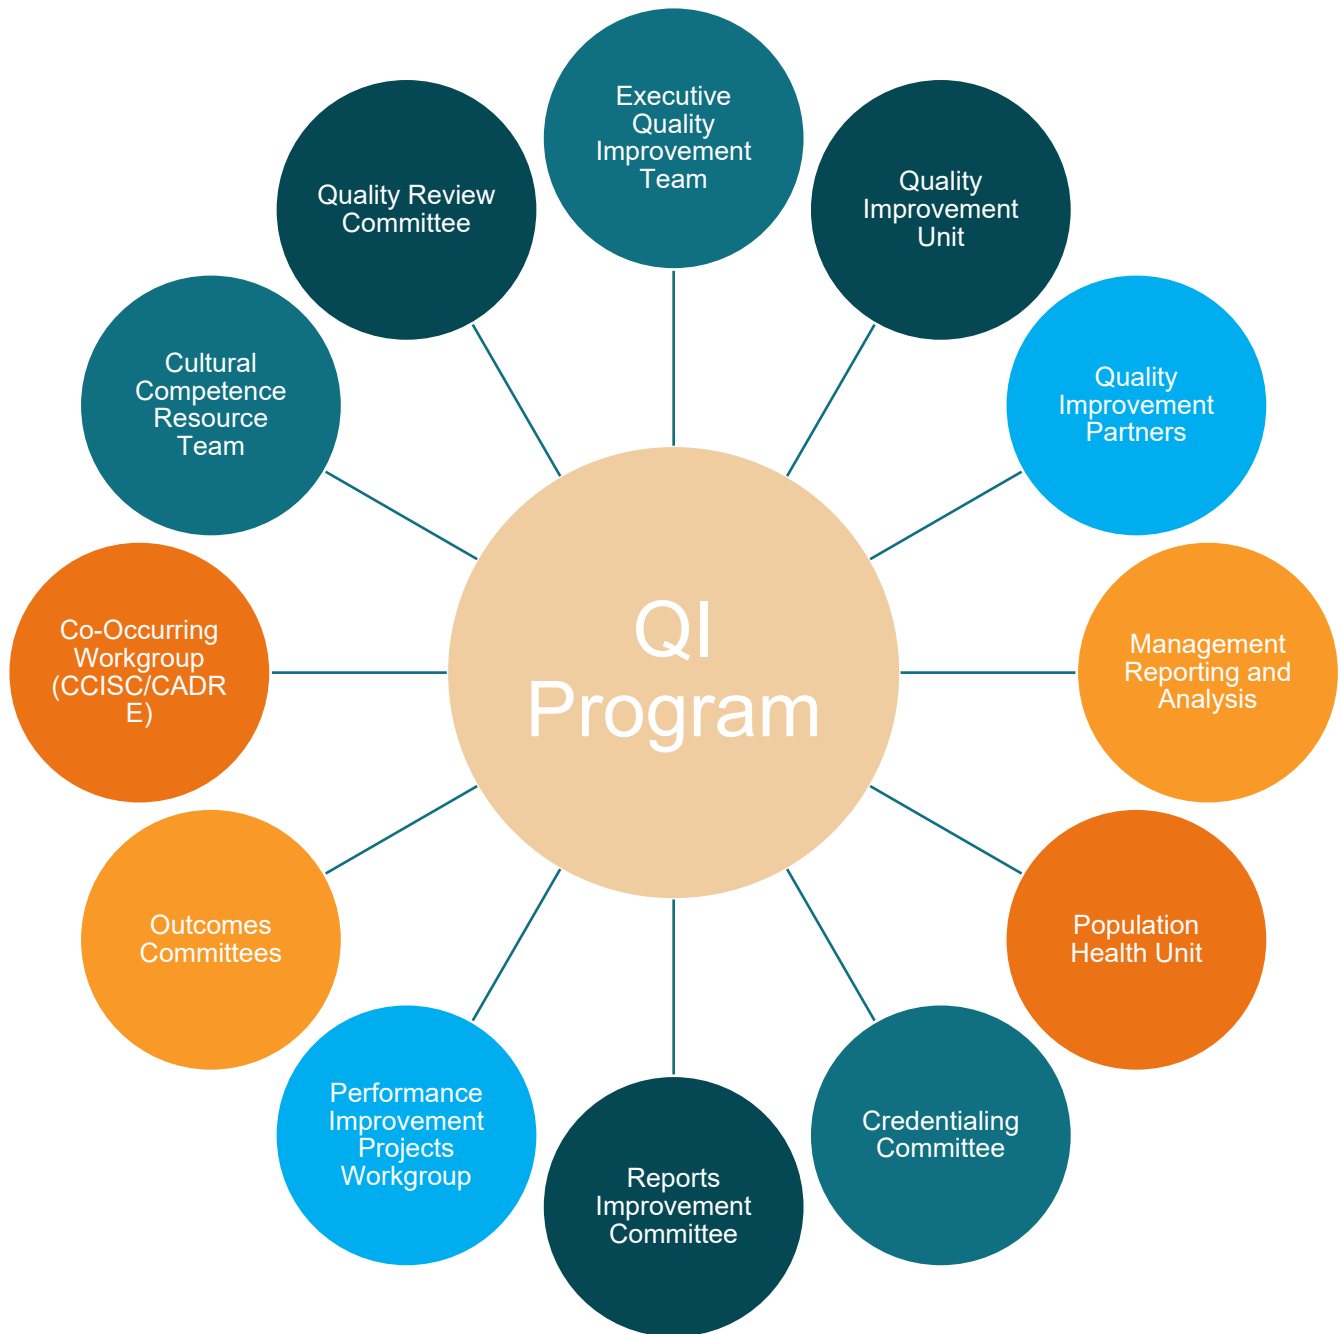 Executive
Quality
Improvement
Team
Quality
Improvement
Unit
Quality
Improvement
Partners
Management
Reporting and
Analysis
Population
Health Unit
Credentialing
Committee
Reports
Improvement
Committee
Performance
Improvement
Projects
Workgroup
Outcomes
Committees
Co-Occurring
Workgroup
(CCISC/CADR
E)
Cultural
Competence
Resource
Team
Quality Review
Committee
QI
Program